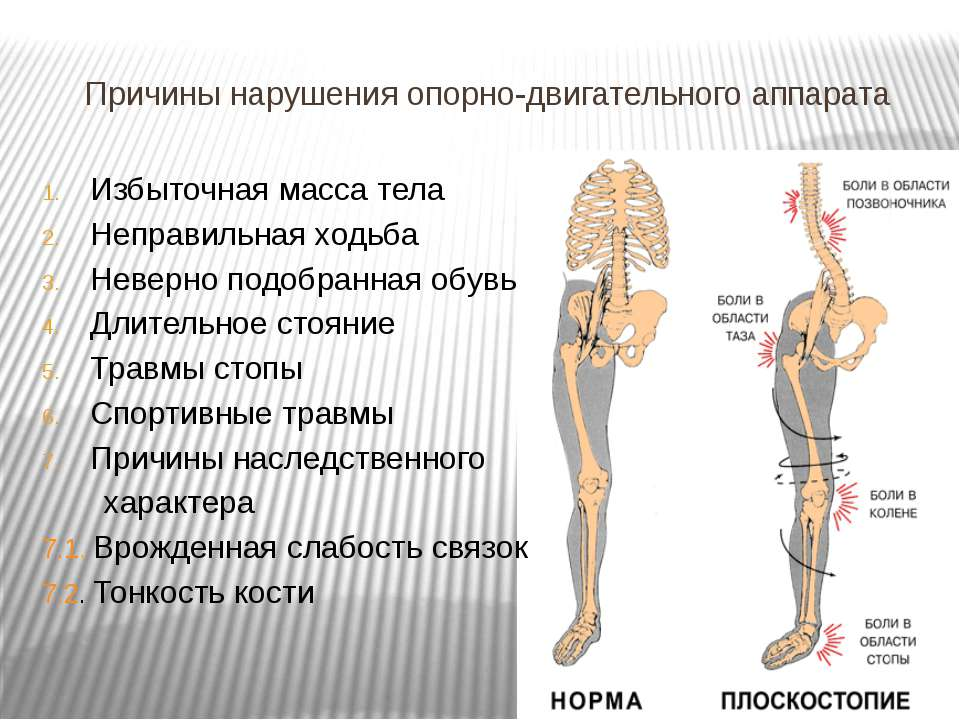 Причины нарушения опорно-двигательного аппарата
1. Избыточная масса тела
2. Неправильная ходьба
3. Неверно подобранная обувь
4. Длительное стояние
5. Травмы стопы
6. Спортивные травмы
7. Причины наследственного
характера
7.1. Врожденная слабость связок
7.2. Тонкость кости
БОЛИ В ОБЛАСТИ
ПОЗВОНОЧНИКА
БОЛИ В
ОБЛАСТИ
ТАЗА
БОЛИ В
КОЛЕНЕ
БОЛИ В
ОБЛАСТИ
СТОПЫ
НОРМА
ПЛОСКОСТОПИЕ